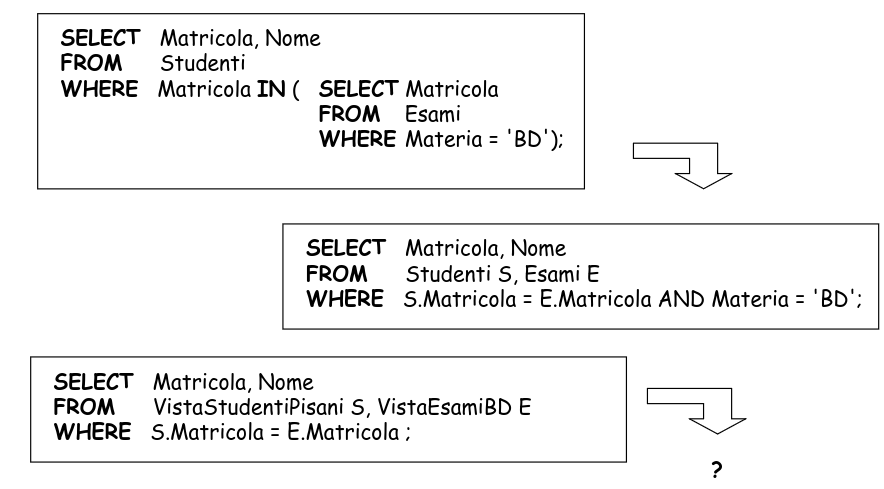 SELECT Matricola, Nome
FROM Studenti
WHERE Matricola IN ( SELECT Matricola
FROM Esami
WHERE Materia = 'BD');
SELECT Matricola, Nome
FROM Studenti S, Esami E
WHERE S.Matricola = E.Matricola AND Materia = 'BD';
SELECT Matricola, Nome
FROM VistaStudentiPisani S, VistaEsamiBD E
WHERE S.Matricola = E.Matricola ;
?